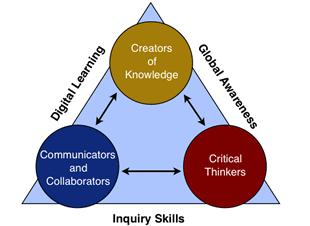 Creators
of
Knowledge
Digital Learning
Global Awareness
Communicators
and
Collaborators
Critical
Thinkers
Inquiry Skills